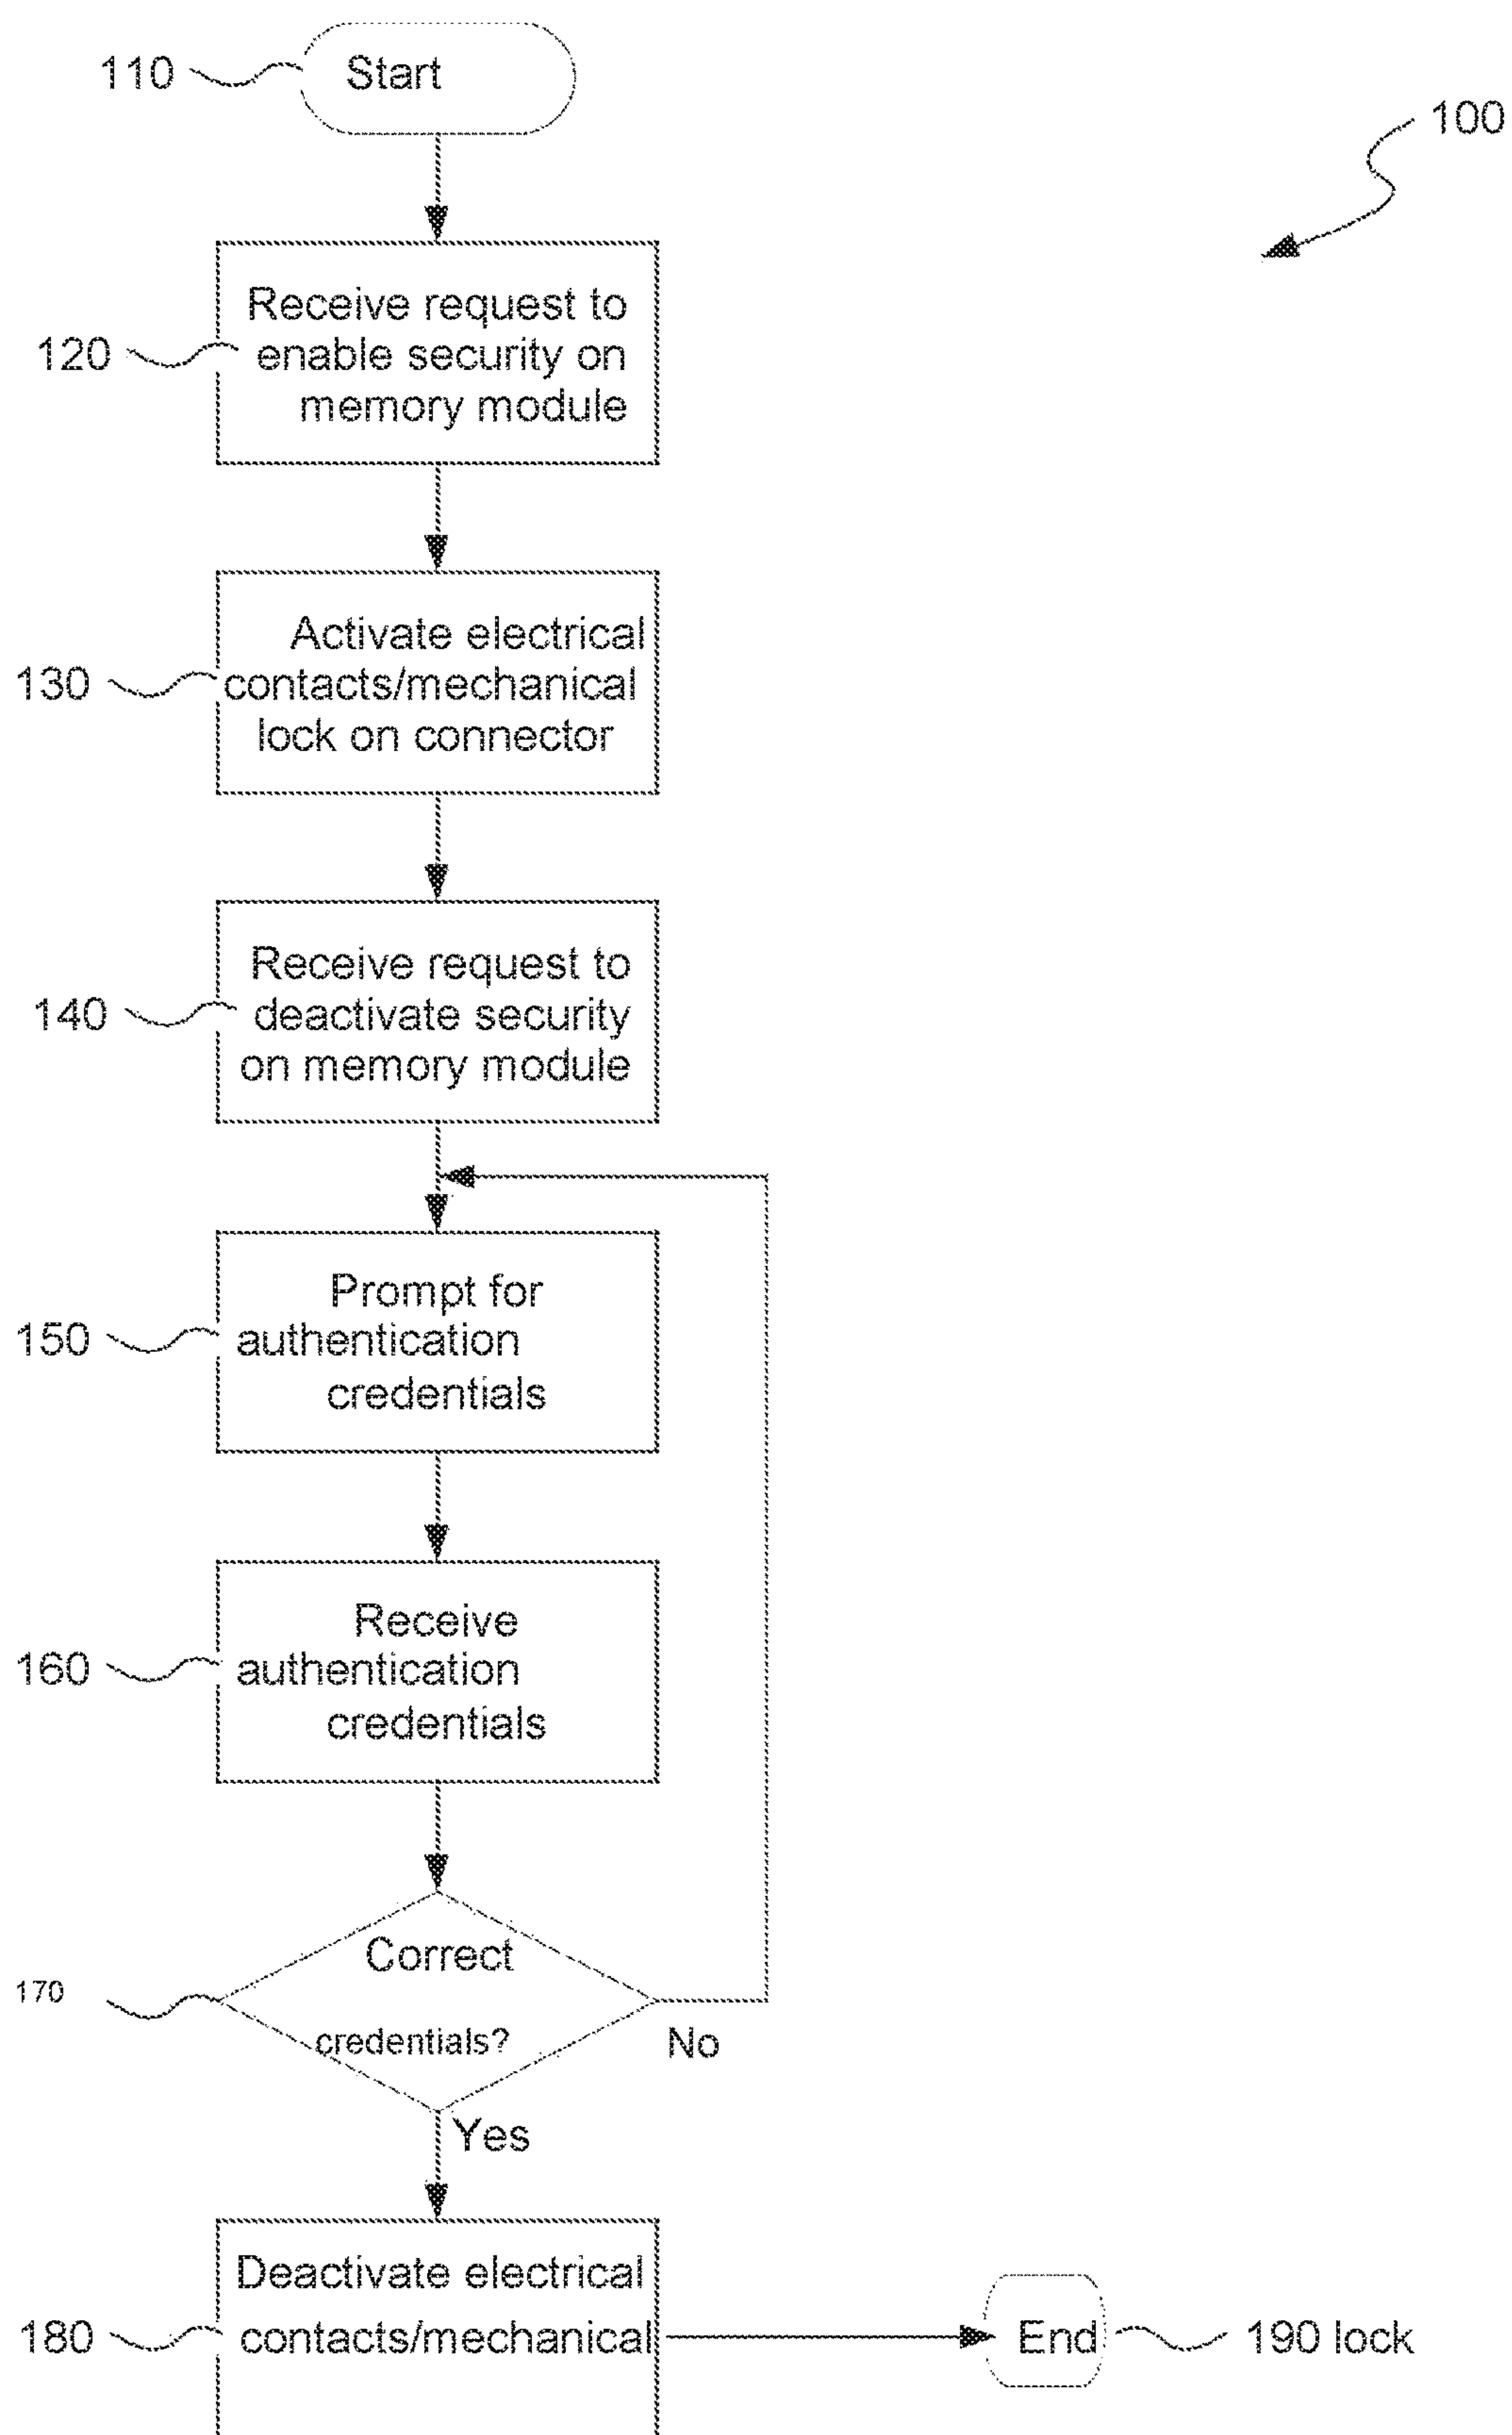 110
Start
100
Receive request to
120
enable security on
memory module
Activate electrical
130
contacts/mechanical
lock on connector
Receive request to
140
deactivate security
on memory module
Prompt for
150
authentication
credentials
Receive
160
authentication
credentials
Correct
170
credentials?
No
Yes
Deactivate electrical
180
contacts/mechanical
End
190 lock